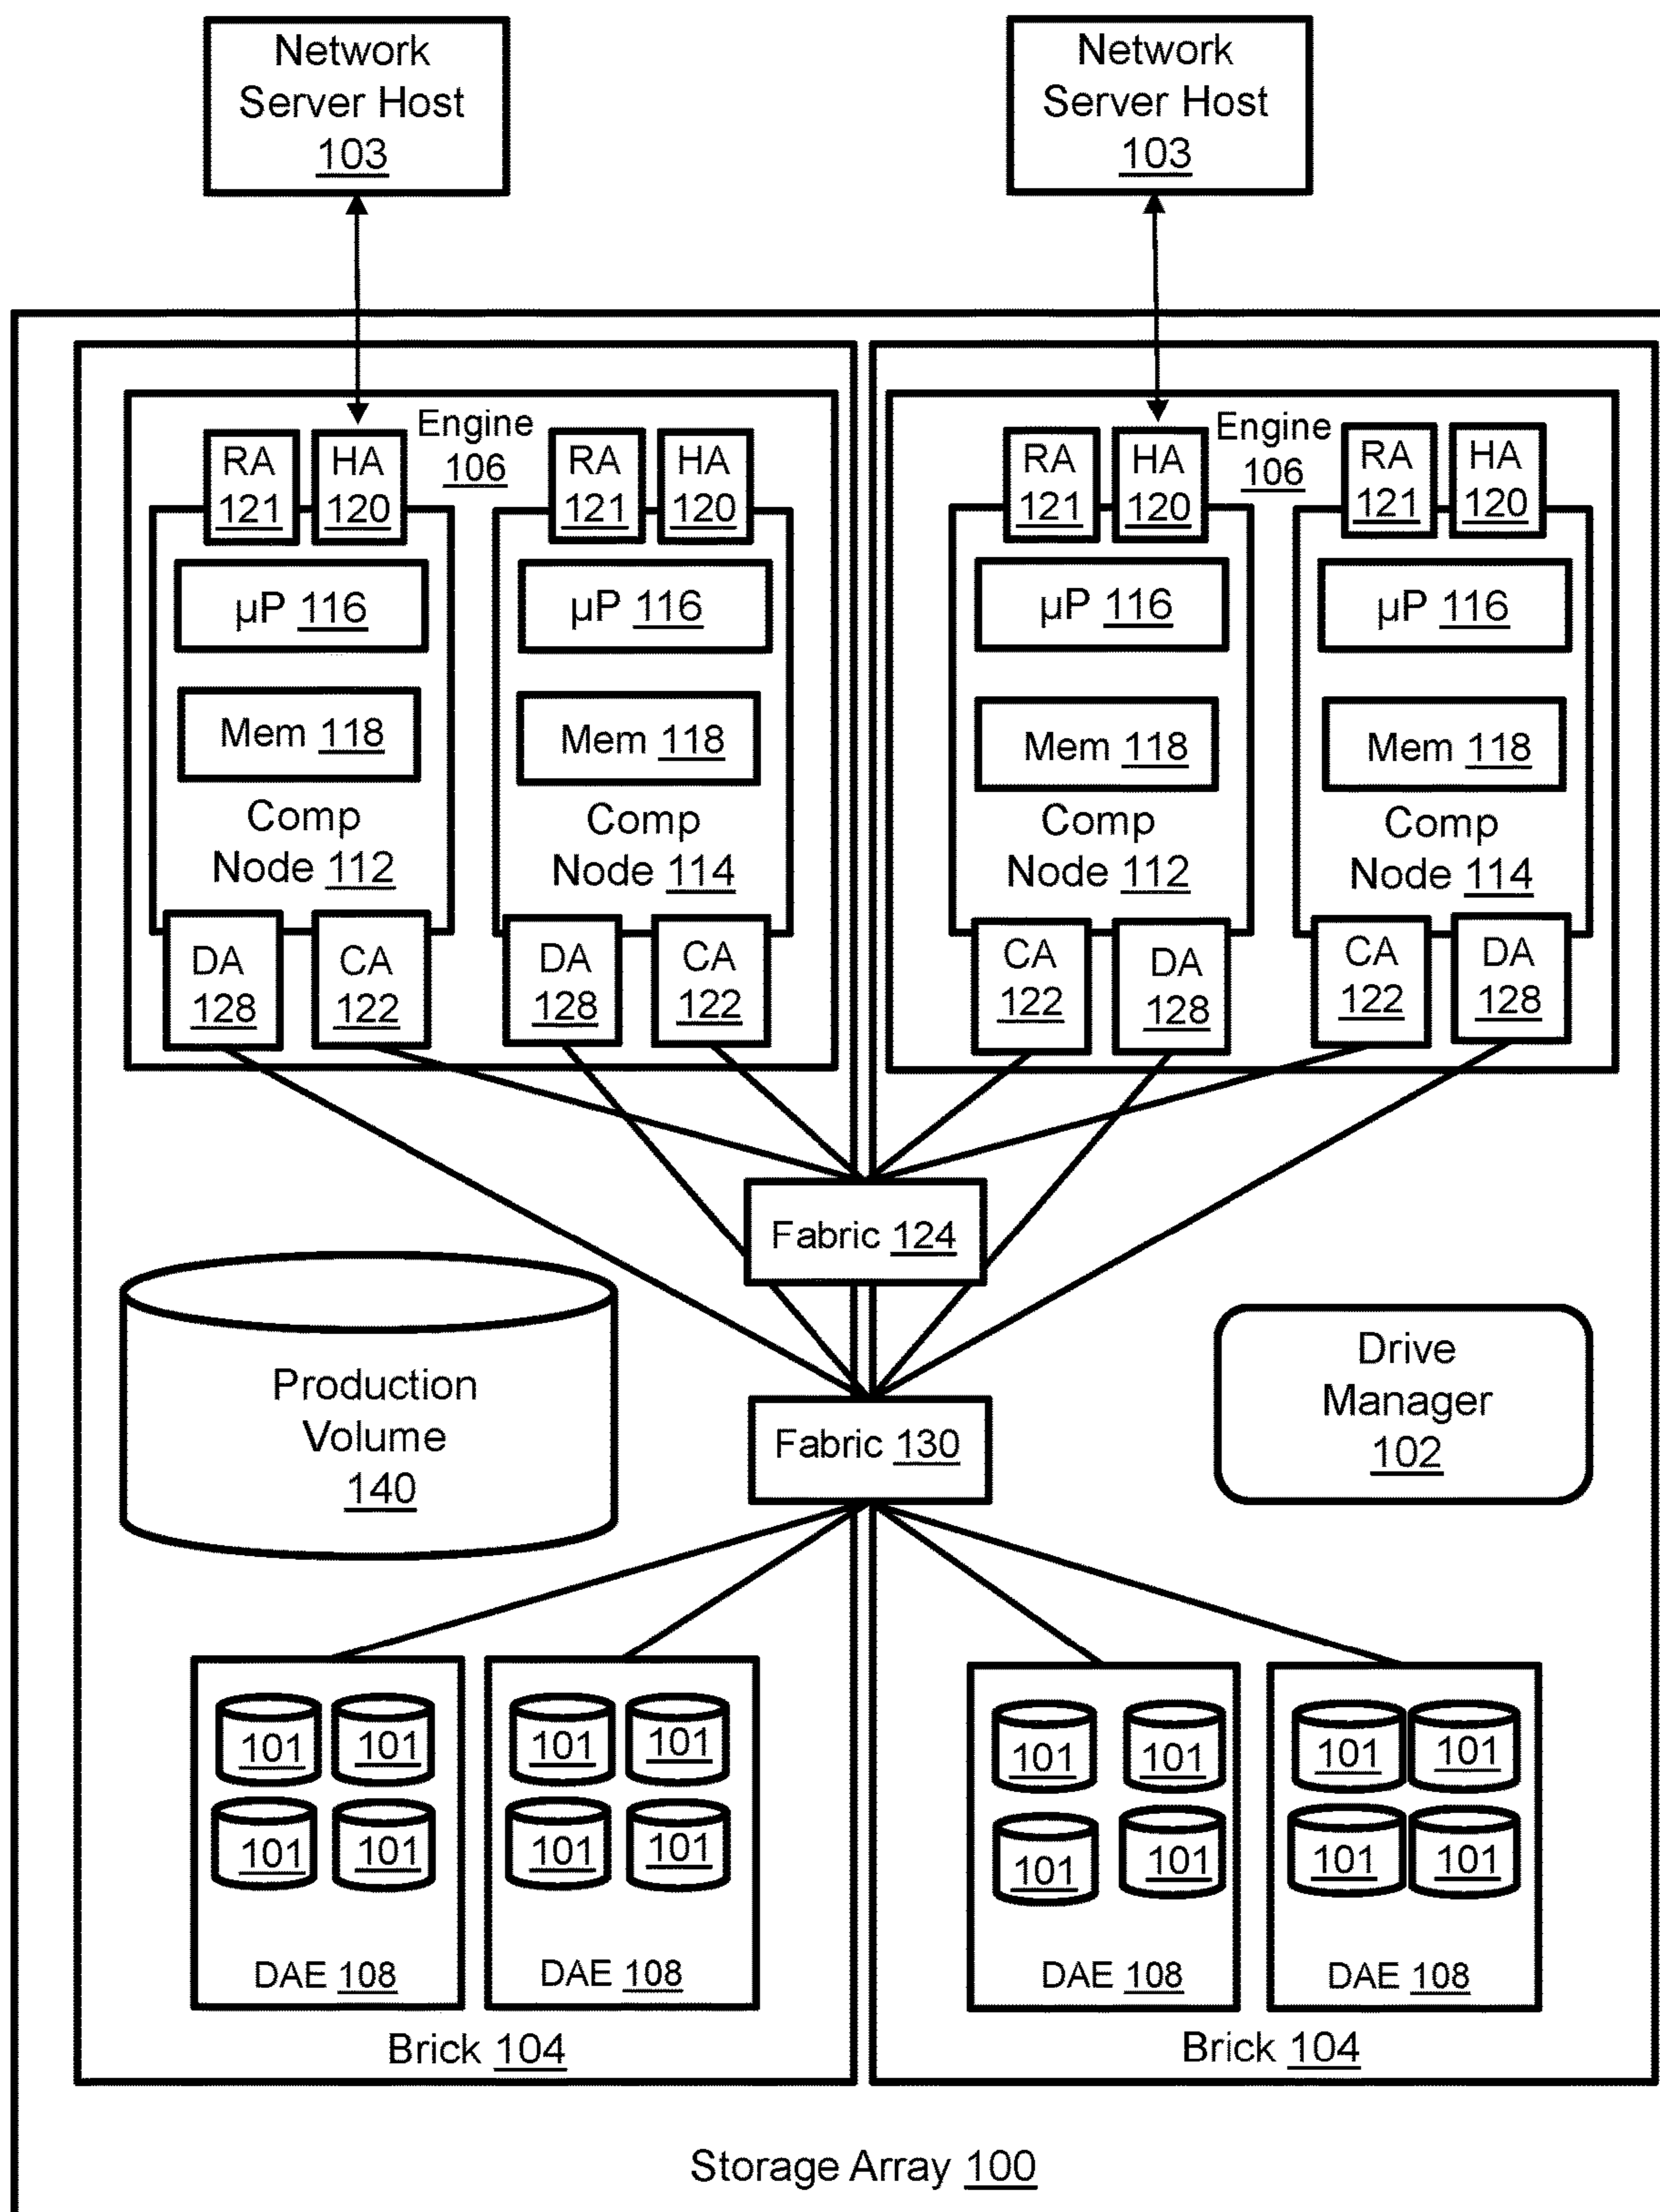 Network
Server Host
103
Network
Server Host
103
Engine
106
RA
121
HA
120
RA
121
HA
120
µP 116
µP 116
Mem 118
Mem 118
Comp
Node 112
Comp
Node 114
DA
128
CA
122
DA
128
CA
122
Engine
106
RA
121
HA
120
RA
121
HA
120
µP 116
µP 116
Mem 118
Mem 118
Comp
Node 112
Comp
Node 114
CA
122
DA
128
CA
122
DA
128
Fabric 124
Production
Volume
140
Fabric 130
Drive
Manager
102
101 101
101 101
DAE 108
101 101
101 101
DAE 108
Brick 104
101 101
101 101
DAE 108
101 101
101 101
DAE 108
Brick 104
Storage Array 100